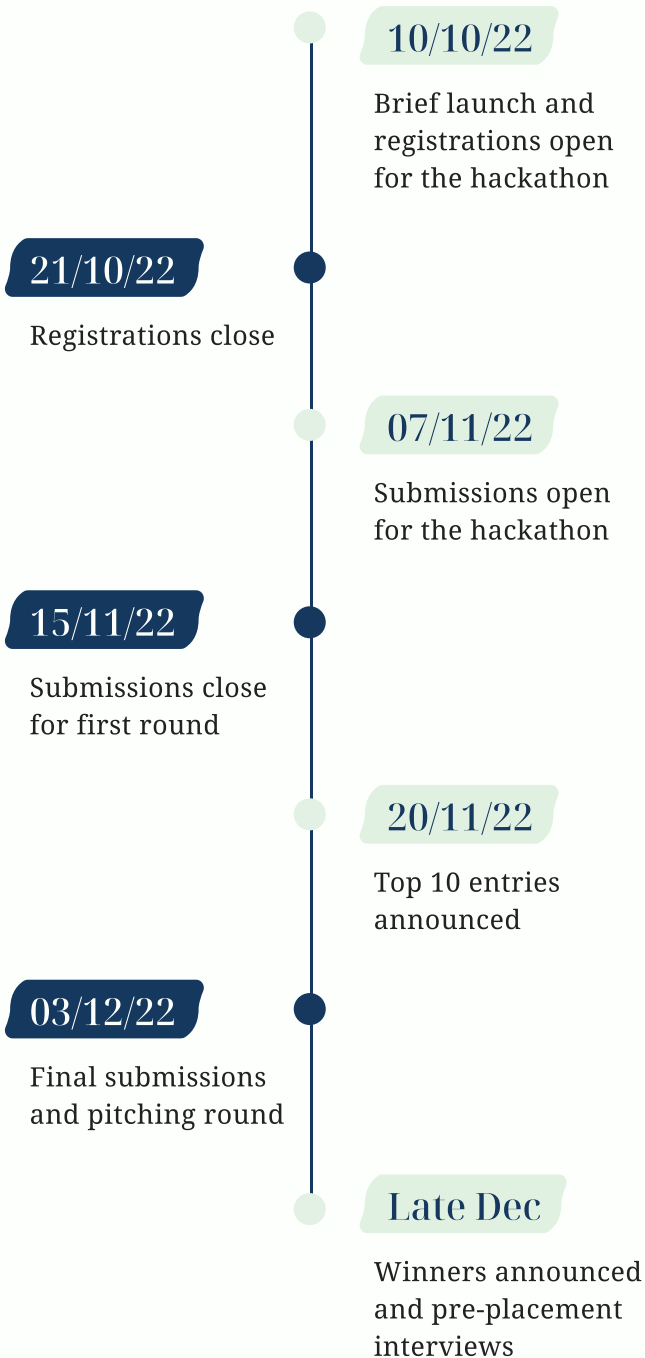 10/10/22
Brief launch and
registrations open
for the hackathon
21/10/22
Registrations close
07/11/22
Submissions open
for the hackathon
15/11/22
Submissions close
for first round
20/11/22
Top 10 entries
announced
03/12/22
Final submissions
and pitching round
Late Dec
Winners announced
and pre-placement
interviews